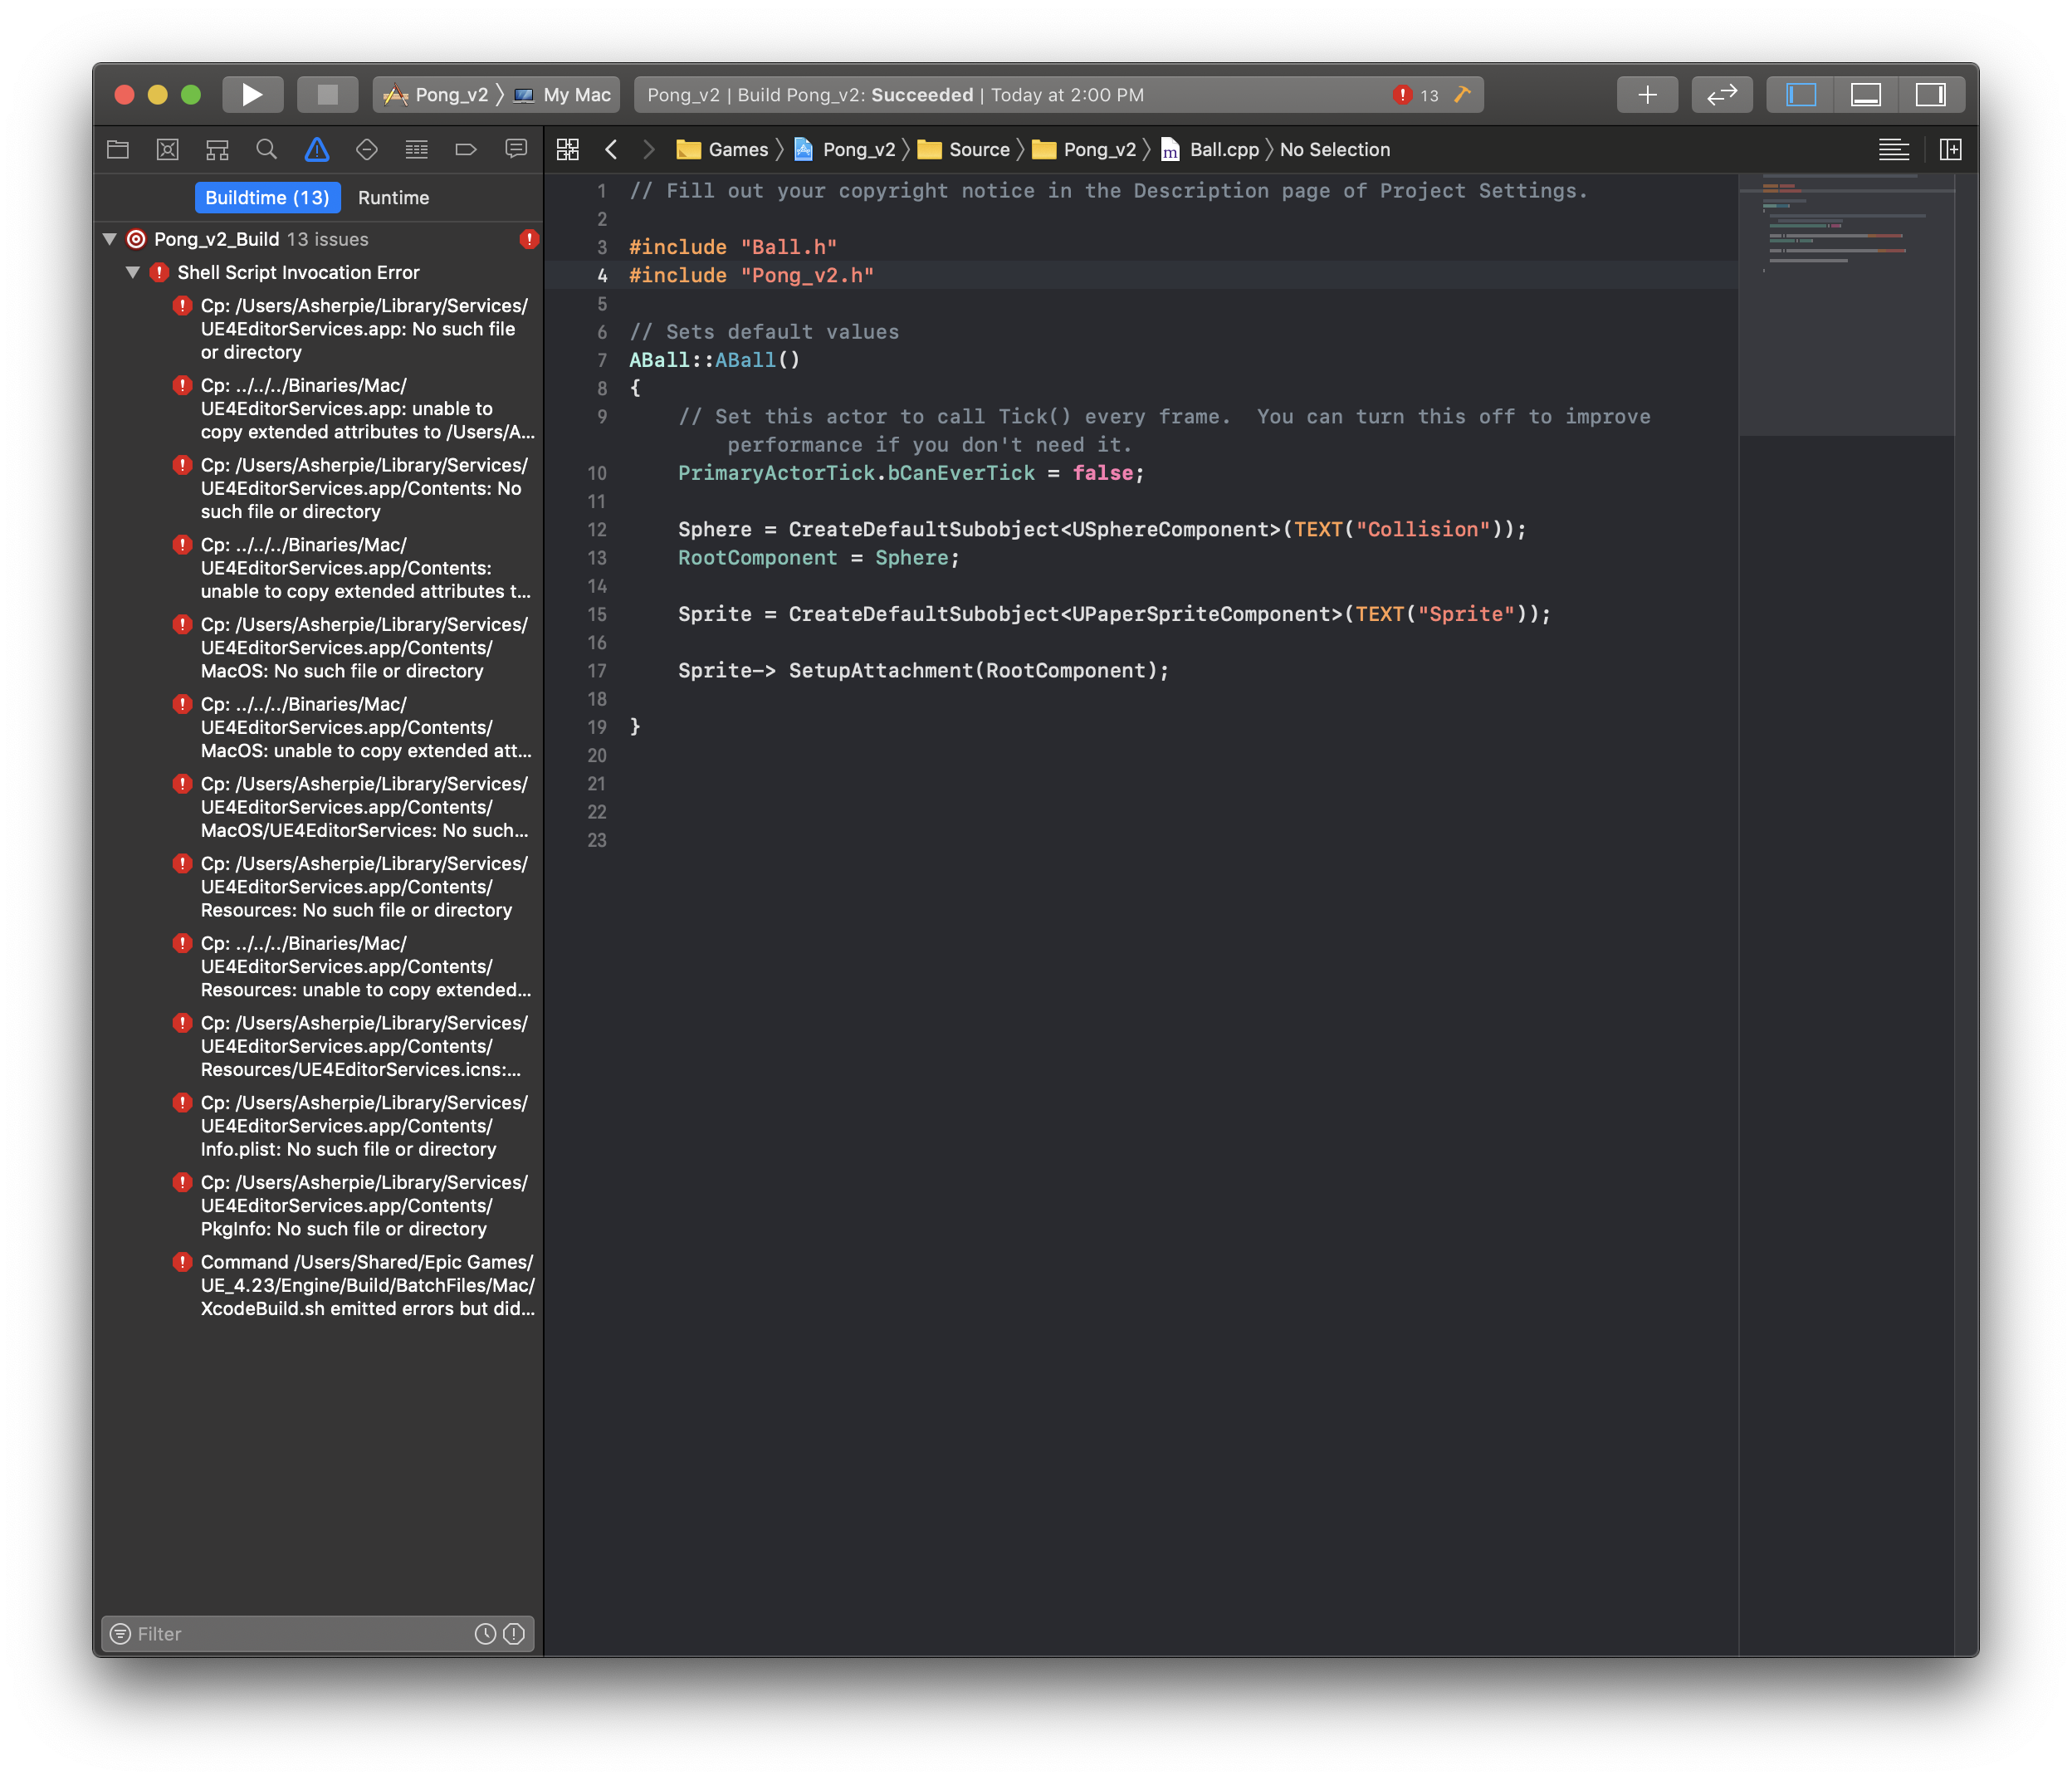 Pong_v2 My Mac
Pong_v2 | Build Pong_v2: Succeeded | Today at 2:00 PM
13
Games Pong_v2 Source Pong_v2 Ball.cpp No Selection
Buildtime (13) Runtime
Pong_v2_Build 13 issues
Shell Script Invocation Error
Cp: /Users/Asherpie/Library/Services/
UE4EditorServices.app: No such file
or directory
Cp: ../../../Binaries/Mac/
UE4EditorServices.app: unable to
copy extended attributes to /Users/A...
Cp: /Users/Asherpie/Library/Services/
UE4EditorServices.app/Contents: No
such file or directory
Cp: ../../../Binaries/Mac/
UE4EditorServices.app/Contents:
unable to copy extended attributes t...
Cp: /Users/Asherpie/Library/Services/
UE4EditorServices.app/Contents/
MacOS: No such file or directory
Cp: ../../../Binaries/Mac/
UE4EditorServices.app/Contents/
MacOS: unable to copy extended att...
Cp: /Users/Asherpie/Library/Services/
UE4EditorServices.app/Contents/
MacOS/UE4EditorServices: No such...
Cp: /Users/Asherpie/Library/Services/
UE4EditorServices.app/Contents/
Resources: No such file or directory
Cp: ../../../Binaries/Mac/
UE4EditorServices.app/Contents/
Resources: unable to copy extended...
Cp: /Users/Asherpie/Library/Services/
UE4EditorServices.app/Contents/
Resources/UE4EditorServices.icns:...
Cp: /Users/Asherpie/Library/Services/
UE4EditorServices.app/Contents/
Info.plist: No such file or directory
Cp: /Users/Asherpie/Library/Services/
UE4EditorServices.app/Contents/
PkgInfo: No such file or directory
Command /Users/Shared/Epic Games/
UE_4.23/Engine/Build/BatchFiles/Mac/
XcodeBuild.sh emitted errors but did...
Filter
1 // Fill out your copyright notice in the Description page of Project Settings.
2
3 #include "Ball.h"
4 #include "Pong_v2.h"
5
6 // Sets default values
7 ABall::ABall()
8 {
9 // Set this actor to call Tick() every frame.  You can turn this off to improve
performance if you don't need it.
10 PrimaryActorTick.bCanEverTick = false;
11
12 Sphere = CreateDefaultSubobject<USphereComponent>(TEXT("Collision"));
13 RootComponent = Sphere;
14
15 Sprite = CreateDefaultSubobject<UPaperSpriteComponent>(TEXT("Sprite"));
16
17 Sprite-> SetupAttachment(RootComponent);
18
19 }
20
21
22
23